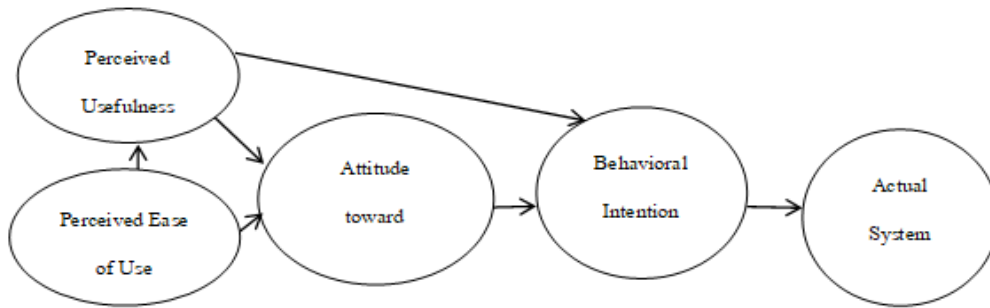 Perceived
Usefulness
Perceived Ease
of Use
Attitude
toward
Behavioral
Intention
Actual
System